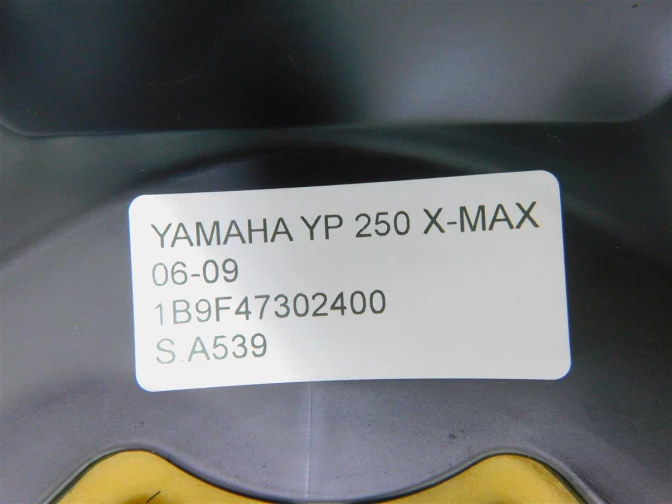 YAMAHA YP 250 X-MAX
06-09
1B9F47302400
S.A539